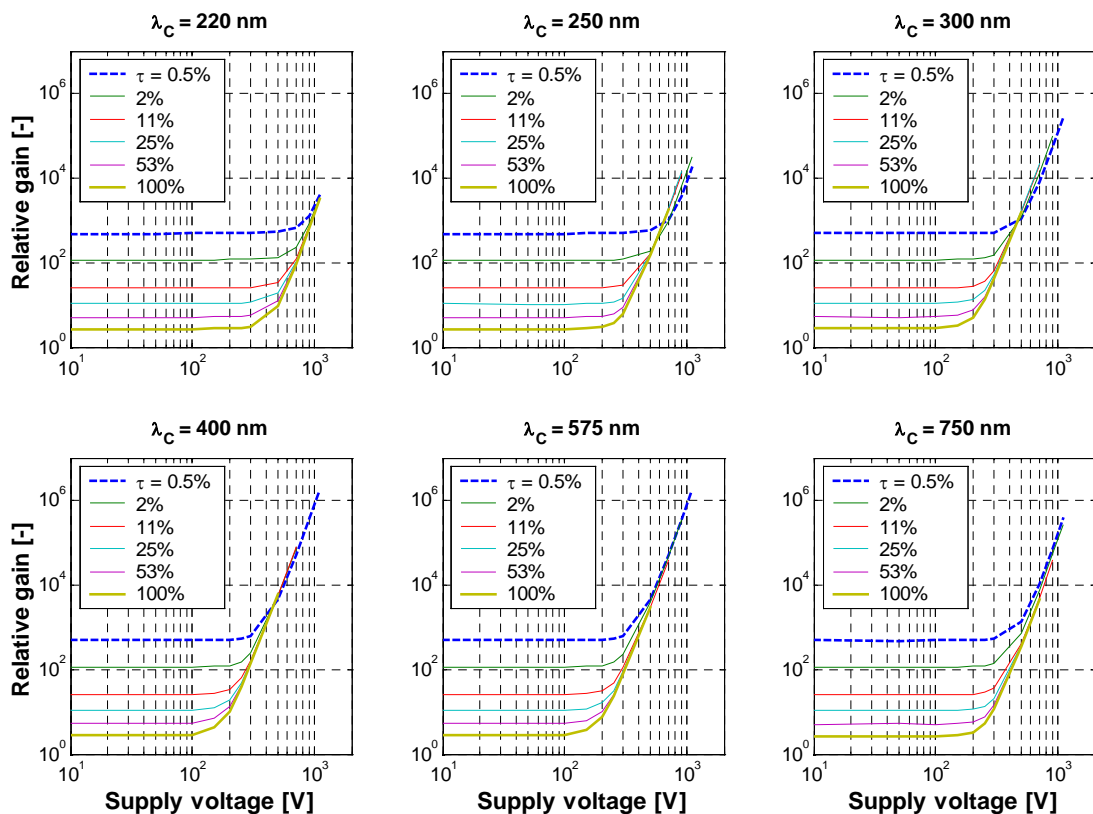 λC = 220 nm
Relative gain [-]
10^6
10^4
10^2
10^0
τ = 0.5%
2%
11%
25%
53%
100%
10^1 10^2 10^3
λC = 250 nm
10^6
10^4
10^2
10^0
τ = 0.5%
2%
11%
25%
53%
100%
10^1 10^2 10^3
λC = 300 nm
10^6
10^4
10^2
10^0
τ = 0.5%
2%
11%
25%
53%
100%
10^1 10^2 10^3
λC = 400 nm
Relative gain [-]
10^6
10^4
10^2
10^0
τ = 0.5%
2%
11%
25%
53%
100%
10^1 10^2 10^3
Supply voltage [V]
λC = 575 nm
10^6
10^4
10^2
10^0
τ = 0.5%
2%
11%
25%
53%
100%
10^1 10^2 10^3
Supply voltage [V]
λC = 750 nm
10^6
10^4
10^2
10^0
τ = 0.5%
2%
11%
25%
53%
100%
10^1 10^2 10^3
Supply voltage [V]